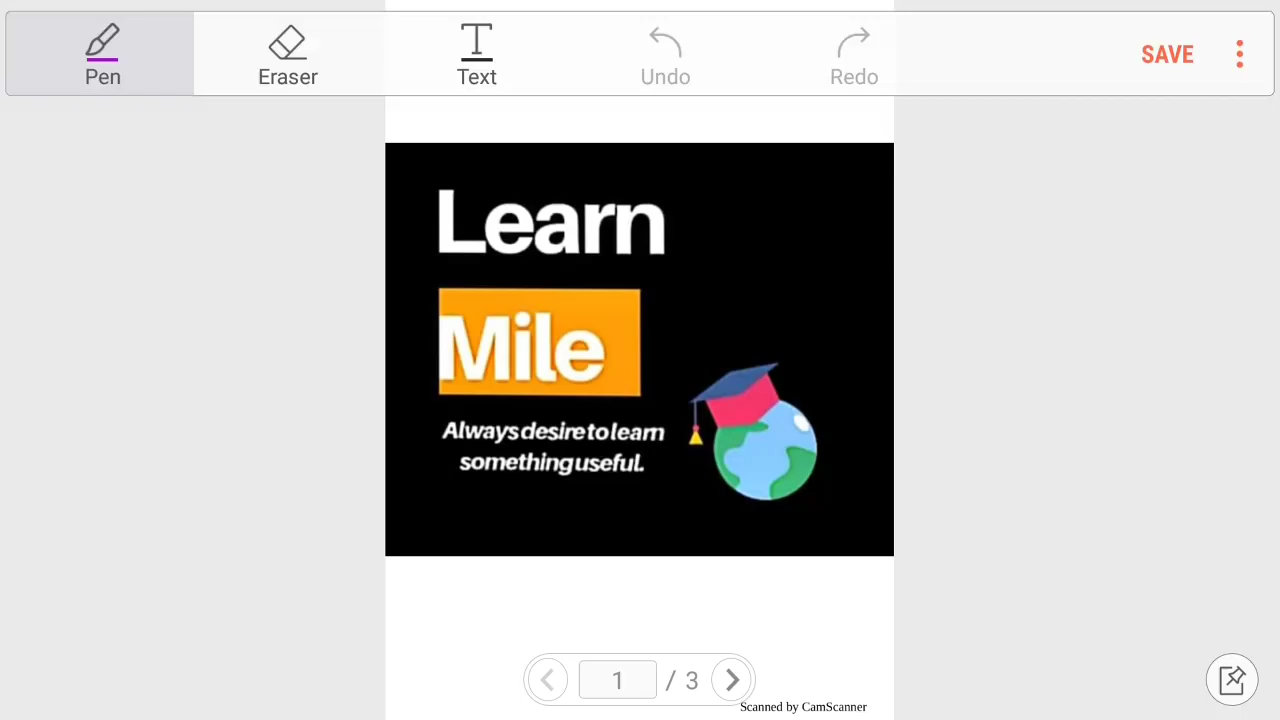 Pen
Eraser
Text
Undo
Redo
SAVE
Learn
Mile
Always desire to learn
something useful.
1 / 3
Scanned by CamScanner